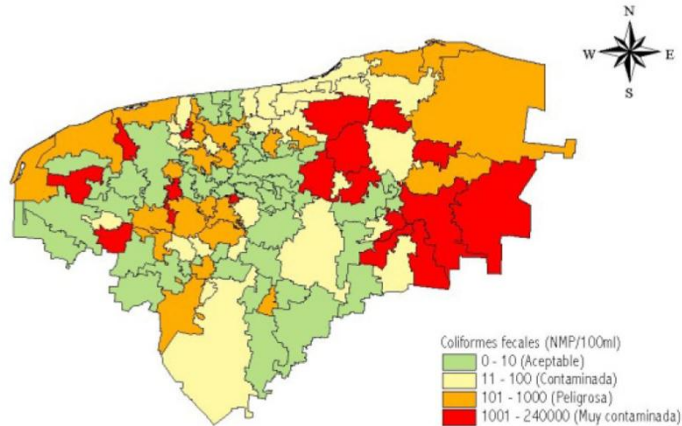 N
W E
S
Coliformes fecales (NMP/100ml)
0 - 10 (Aceptable)
11 - 100 (Contaminada)
101 - 1000 (Peligrosa)
1001 - 240000 (Muy contaminada)